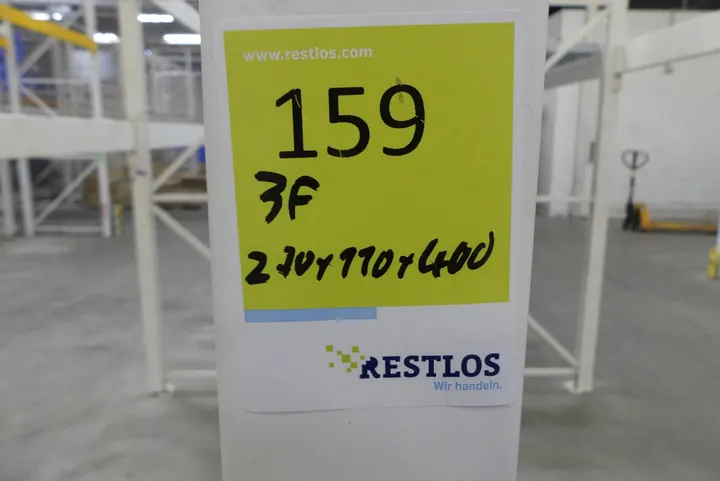 www.restlos.com
159
3F
270x110x400
RESTLOS
Wir handeln.